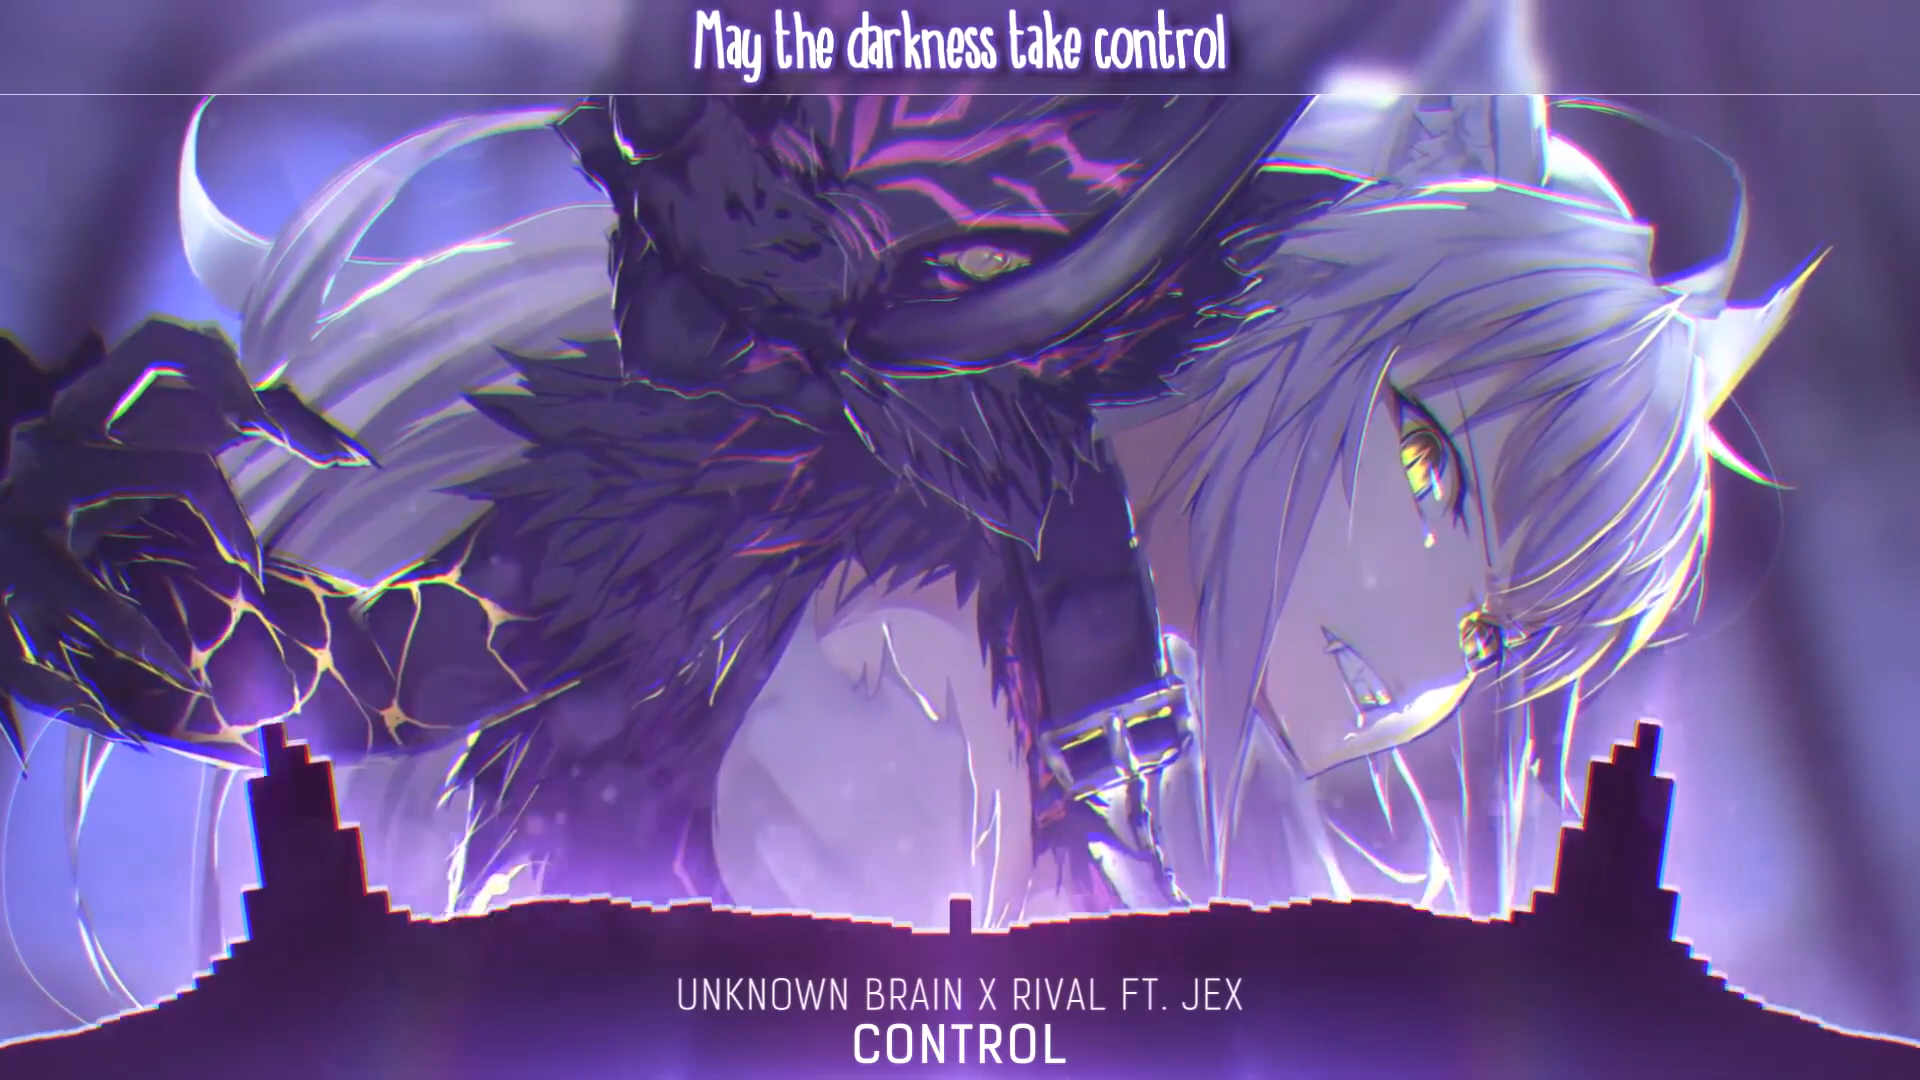 May the darkness take control
UNKNOWN BRAIN X RIVAL FT. JEX
CONTROL